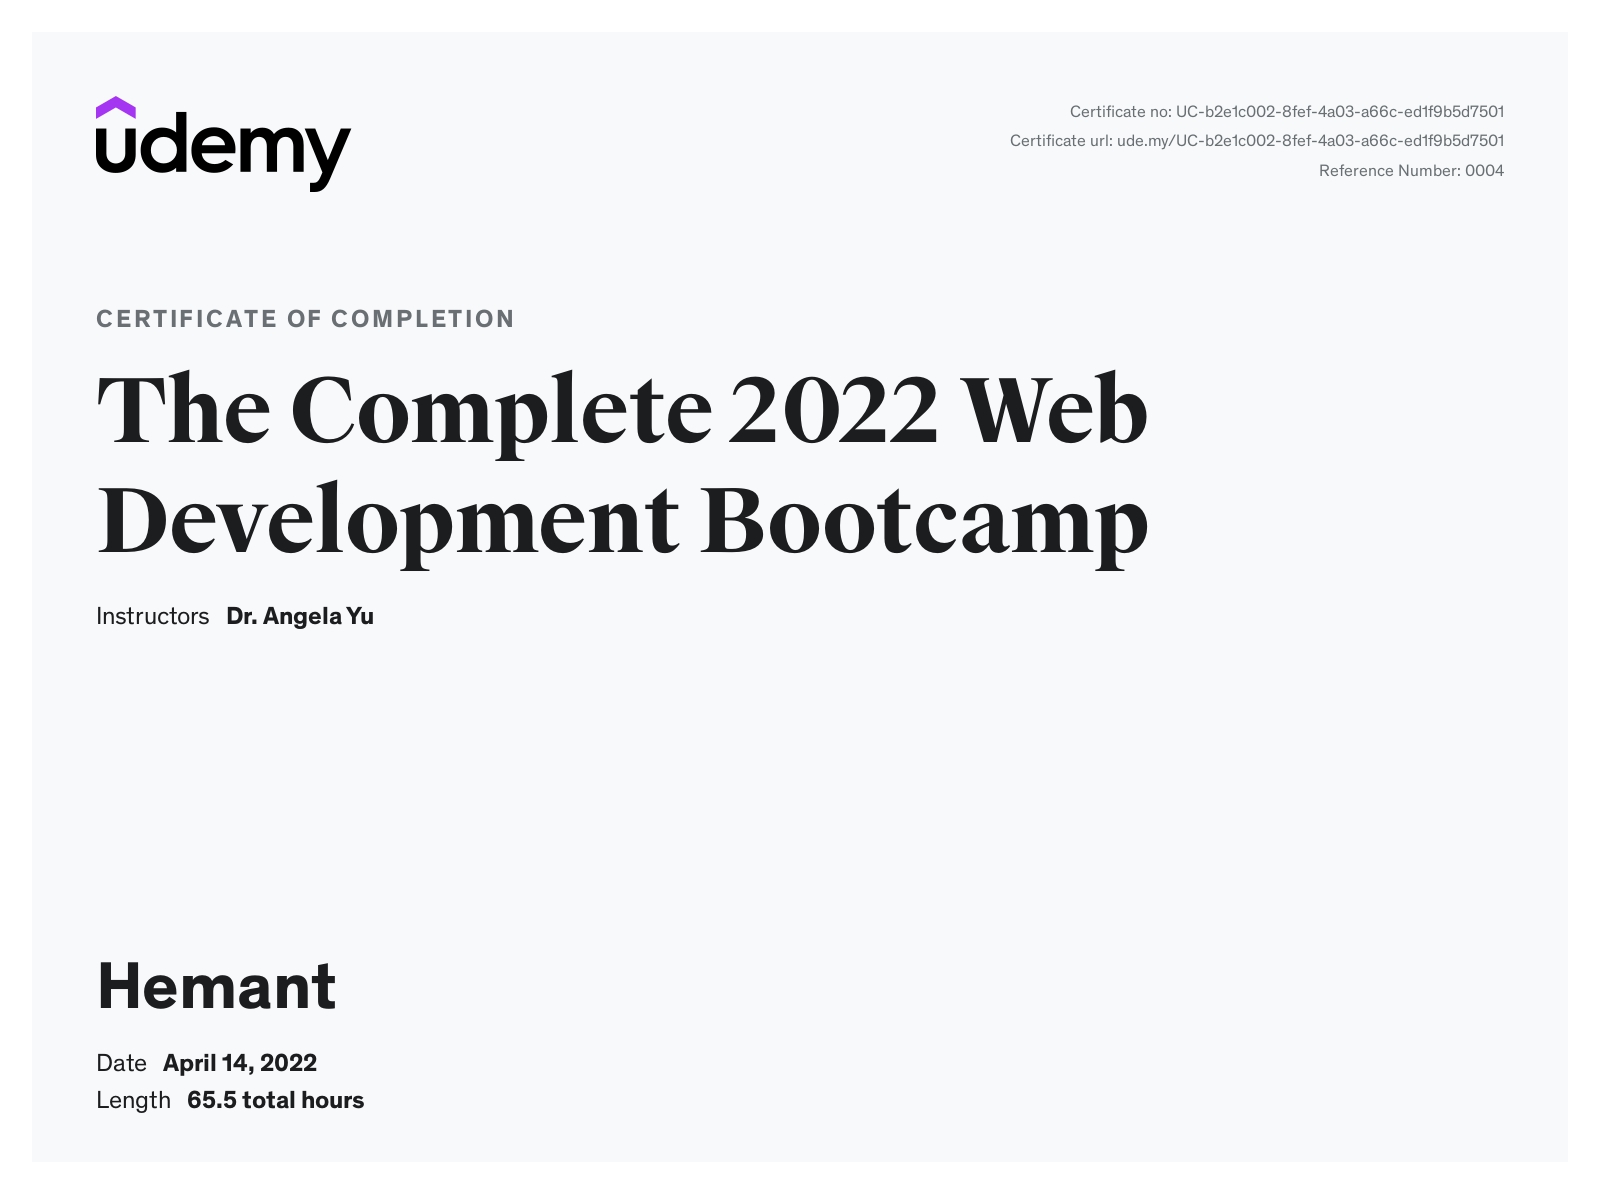 udemy
Certificate no: UC-b2e1c002-8fef-4a03-a66c-ed1f9b5d7501
Certificate url: ude.my/UC-b2e1c002-8fef-4a03-a66c-ed1f9b5d7501
Reference Number: 0004
CERTIFICATE OF COMPLETION
The Complete 2022 Web
Development Bootcamp
Instructors Dr. Angela Yu
Hemant
Date April 14, 2022
Length 65.5 total hours